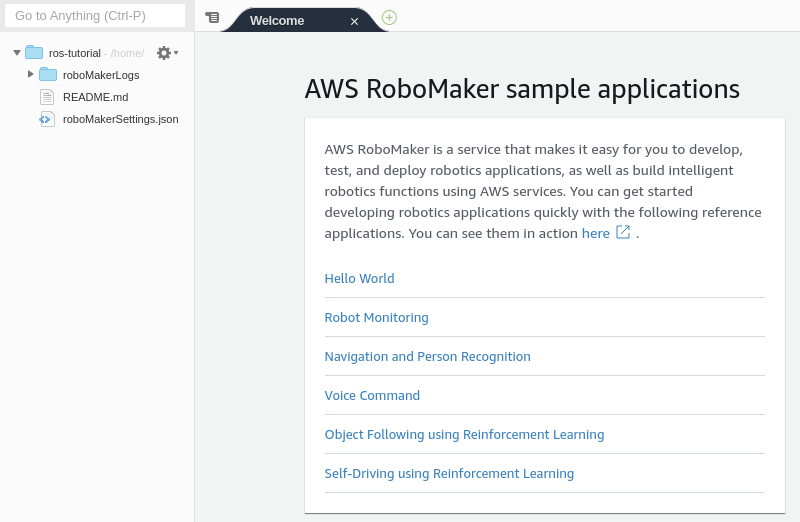 Go to Anything (Ctrl-P)
Welcome
ros-tutorial - /home/
roboMakerLogs
README.md
roboMakerSettings.json
AWS RoboMaker sample applications
AWS RoboMaker is a service that makes it easy for you to develop,
test, and deploy robotics applications, as well as build intelligent
robotics functions using AWS services. You can get started
developing robotics applications quickly with the following reference
applications. You can see them in action here .
Hello World
Robot Monitoring
Navigation and Person Recognition
Voice Command
Object Following using Reinforcement Learning
Self-Driving using Reinforcement Learning